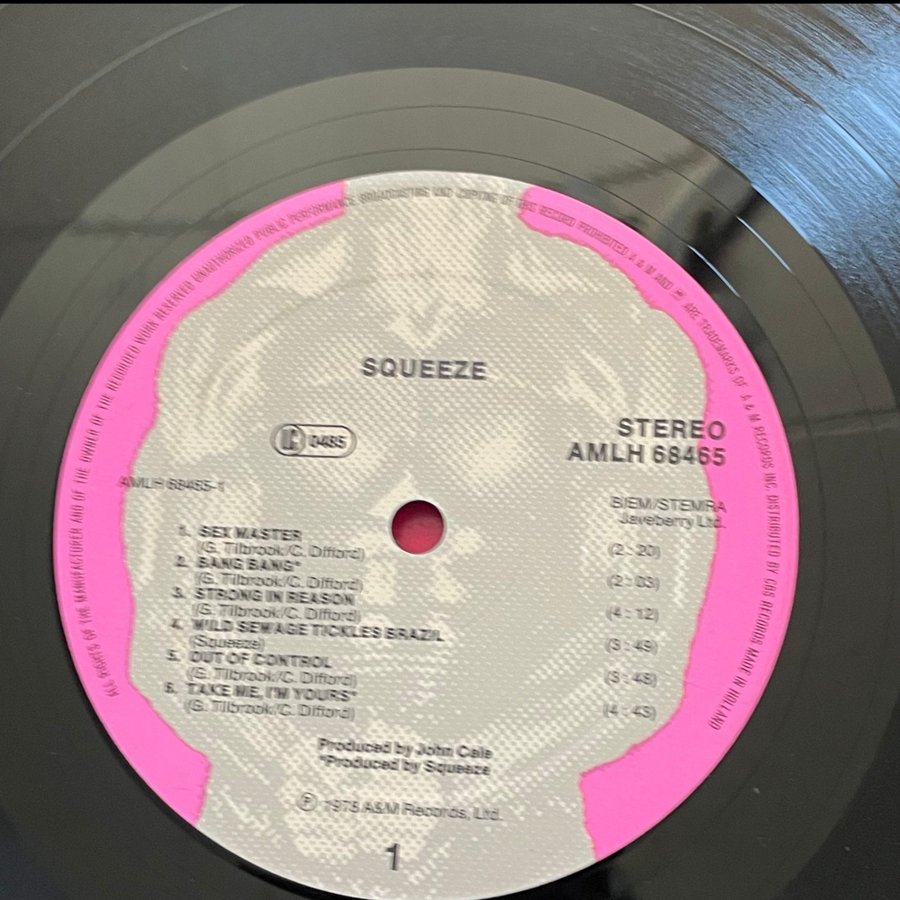 ALL RIGHTS OF THE MANUFACTURER AND OF THE OWNER OF THE RECORDED WORK RESERVED UNAUTHORIZED PUBLIC PERFORMANCE BROADCASTING AND COPYING OF THIS RECORD PROHIBITED A & M AND ARE TRADEMARKS OF A & M RECORDS INC. DISTRIBUTED BY CBS RECORDS MADE IN HOLLAND
SQUEEZE
LC 0485
STEREO
AMLH 68465
AMLH 68465-1
BIEM/STEMRA
Javeberry Ltd.
1. SEX MASTER
(G. Tilbrook/C. Difford) (2:20)
2. BANG BANG*
(G. Tilbrook/C. Difford) (2:03)
3. STRONG IN REASON
(G. Tilbrook/C. Difford) (4:12)
4. WILD SEWAGE TICKLES BRAZIL
(Squeeze) (3:49)
5. OUT OF CONTROL
(G. Tilbrook/C. Difford) (3:48)
6. TAKE ME, I'M YOURS*
(G. Tilbrook/C. Difford) (4:43)
Produced by John Cale
*Produced by Squeeze
℗ 1978 A&M Records, Ltd.
1